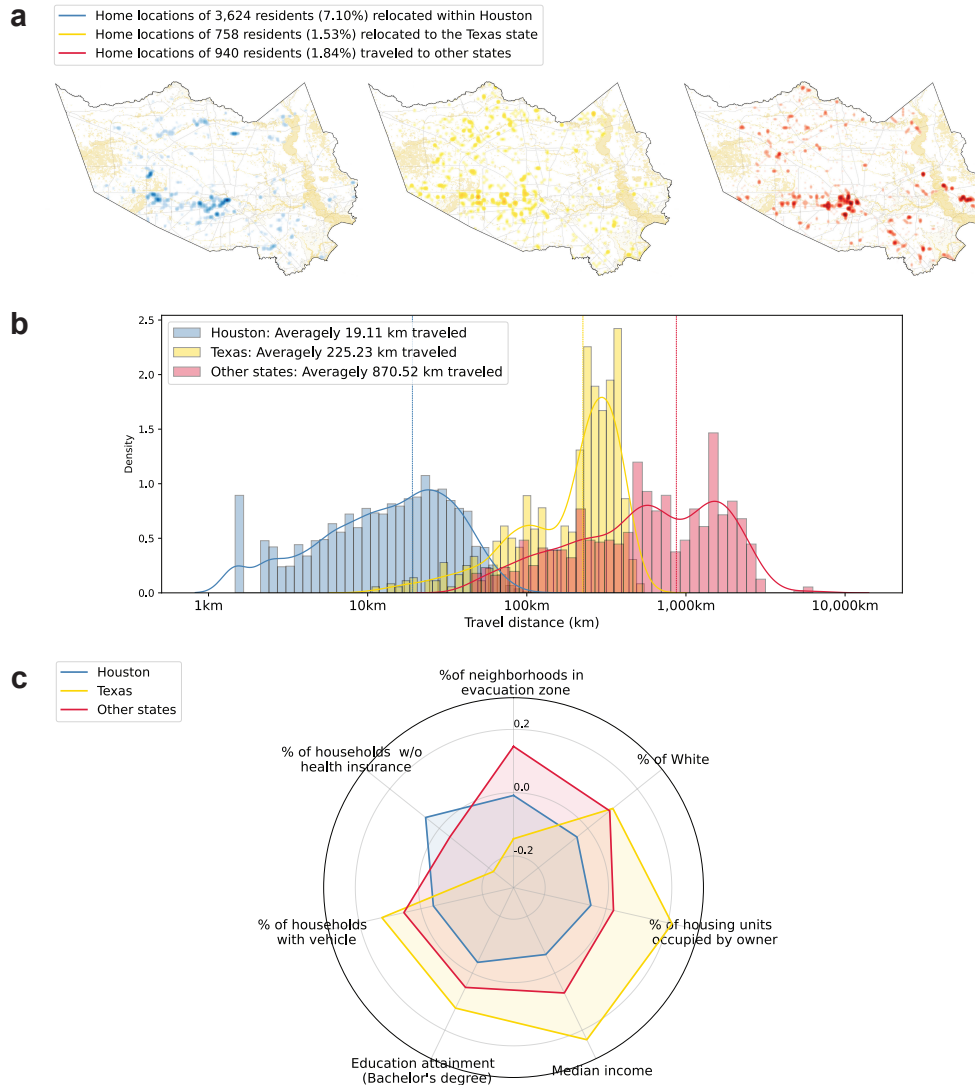 a
Home locations of 3,624 residents (7.10%) relocated within Houston
Home locations of 758 residents (1.53%) relocated to the Texas state
Home locations of 940 residents (1.84%) traveled to other states
b
2.5
2.0
1.5
1.0
0.5
0.0
Density
Houston: Averagely 19.11 km traveled
Texas: Averagely 225.23 km traveled
Other states: Averagely 870.52 km traveled
1km
10km
100km
1,000km
10,000km
Travel distance (km)
c
Houston
Texas
Other states
%of neighborhoods in
evacuation zone
0.2
0.0
-0.2
% of households  w/o
health insurance
% of White
% of households
with vehicle
% of housing units
occupied by owner
Education attainment
(Bachelor's degree)
Median income